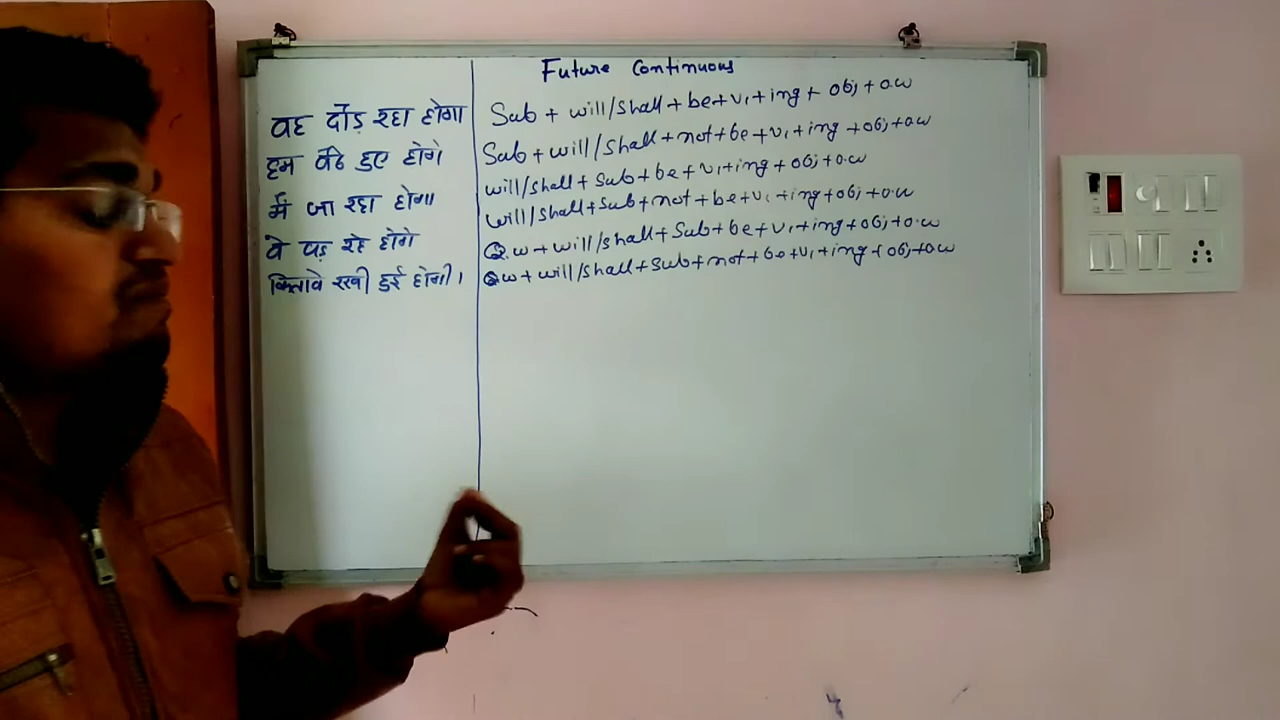 Future Continuous
वह दौड़ रहा होगा
हम बैठे हुए होंगे
मैं जा रहा होगा
वे पढ़ रहे होंगे
किताबे रखी हुई होगी।
Sub + will/shall + be + v₁ + ing + obj + o.w
Sub + will/shall + not + be + v₁ + ing + obj + o.w
will/shall + Sub + be + v₁ + ing + obj + o.w
will/shall + Sub + not + be + v₁ + ing + obj + o.w
Q.w + will/shall + Sub + be + v₁ + ing + obj + o.w
Q.w + will/shall + Sub + not + be + v₁ + ing + obj + o.w